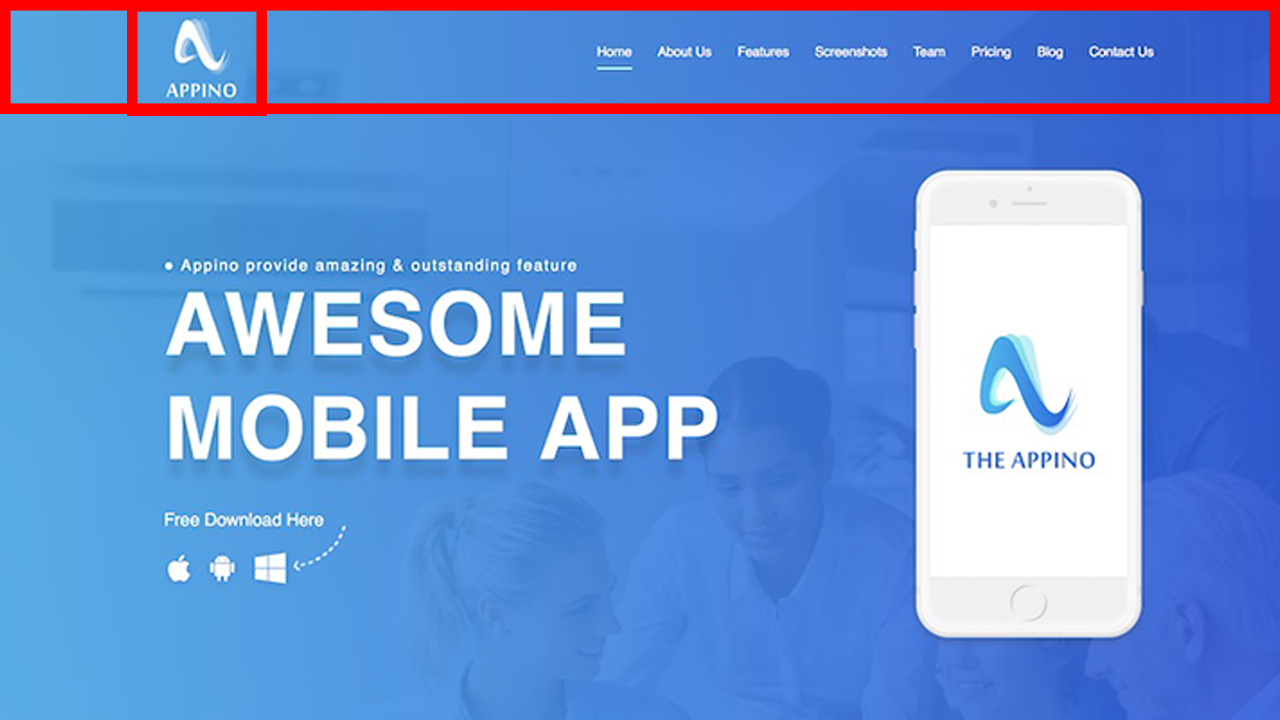 APPINO
Home About Us Features Screenshots Team Pricing Blog Contact Us
• Appino provide amazing & outstanding feature
AWESOME
MOBILE APP
Free Download Here
THE APPINO